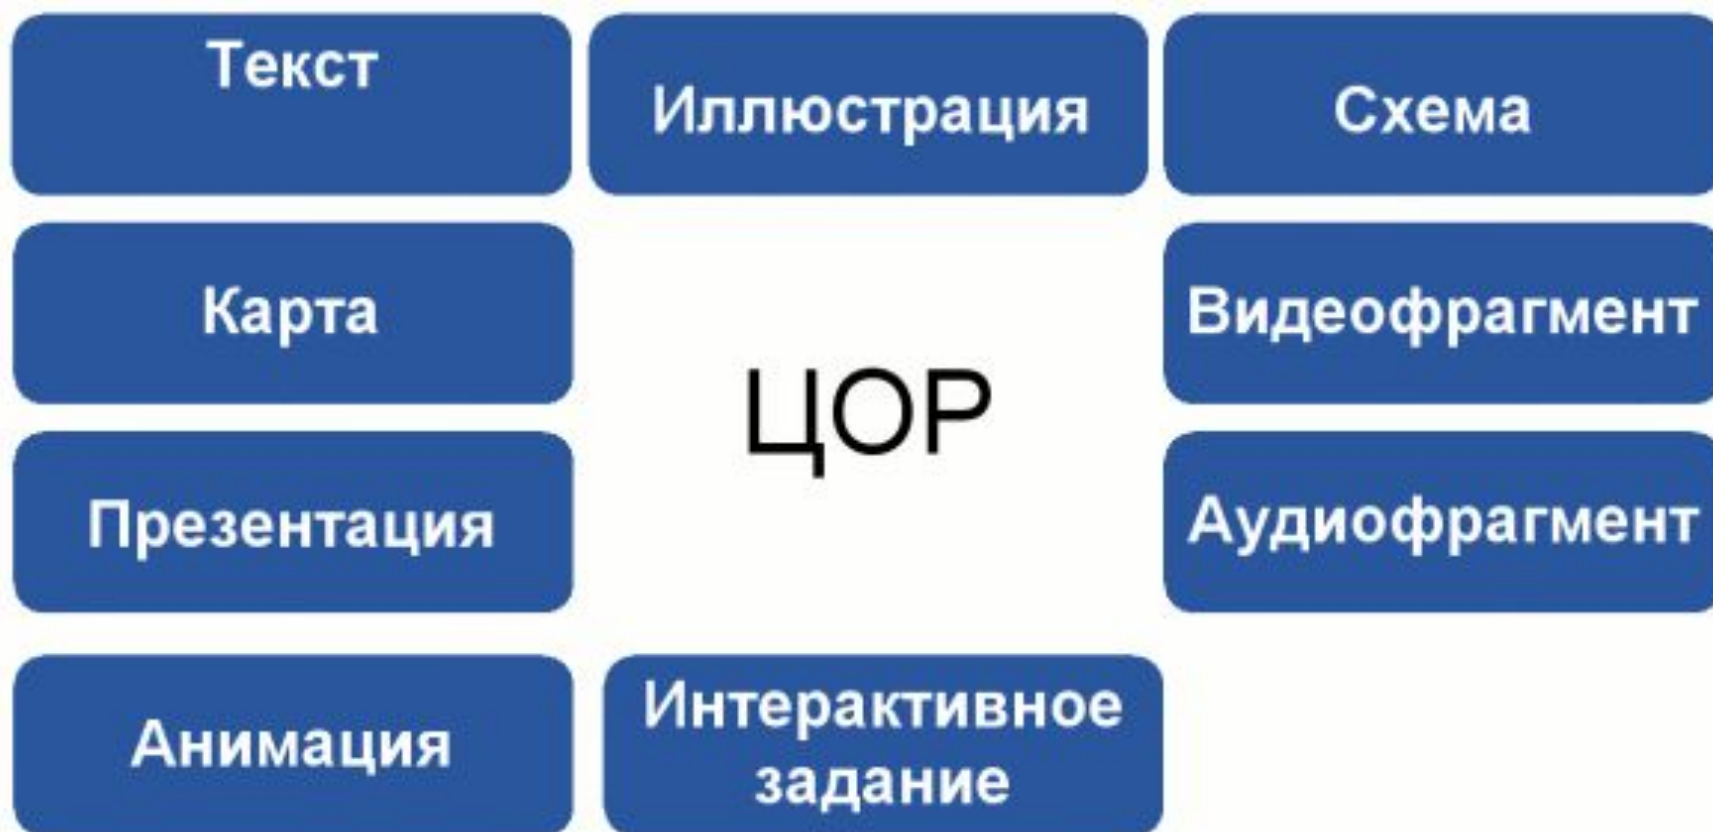 Текст
Иллюстрация
Схема
Карта
Видеофрагмент
ЦОР
Презентация
Аудиофрагмент
Анимация
Интерактивное
задание